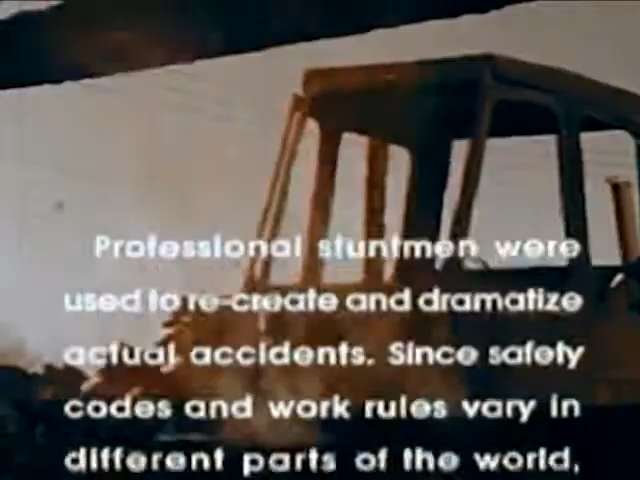 Professional stuntmen were
used to re-create and dramatize
actual accidents. Since safety
codes and work rules vary in
different parts of the world,